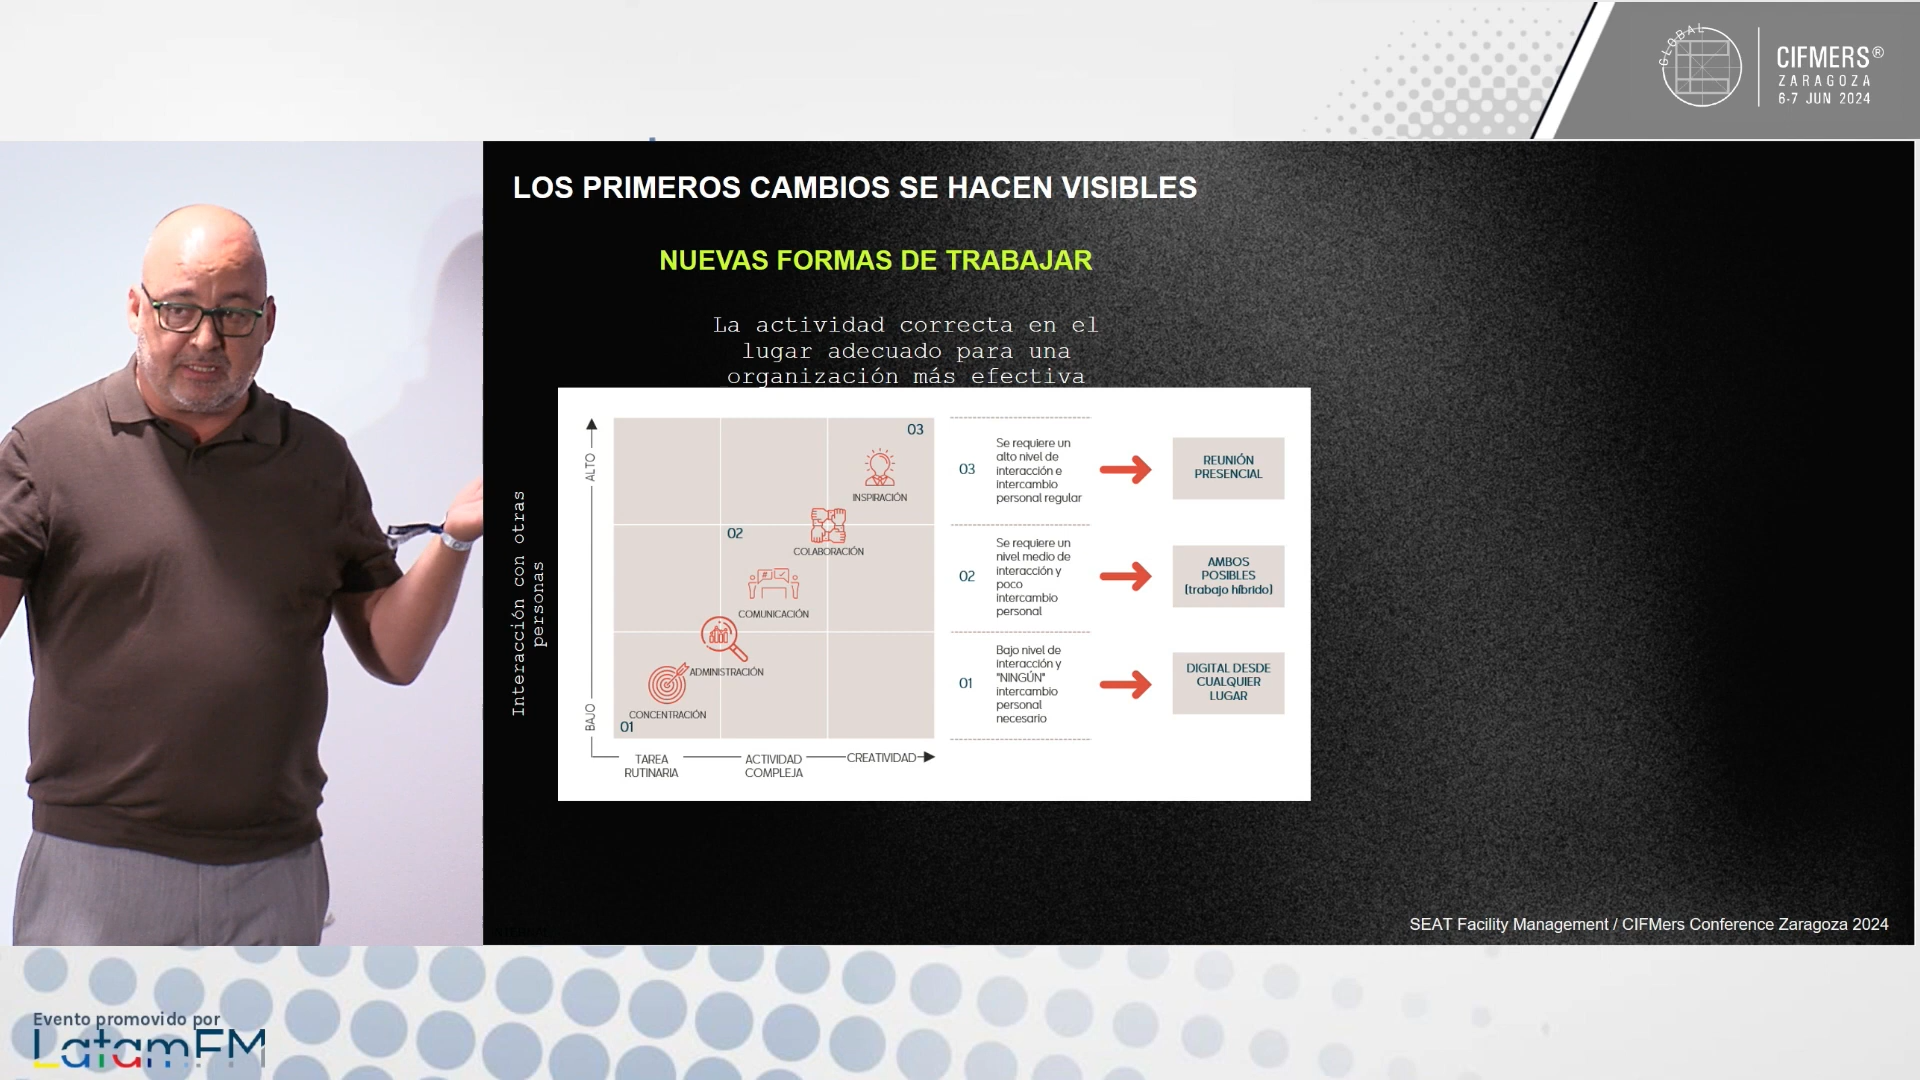 GLOBAL
CIFMERS®
ZARAGOZA
6-7 JUN 2024
LOS PRIMEROS CAMBIOS SE HACEN VISIBLES
NUEVAS FORMAS DE TRABAJAR
La actividad correcta en el
lugar adecuado para una
organización más efectiva
Interacción con otras
personas
ALTO
BAJO
03
INSPIRACIÓN
02
COLABORACIÓN
COMUNICACIÓN
ADMINISTRACIÓN
CONCENTRACIÓN
01
TAREA
RUTINARIA
ACTIVIDAD
COMPLEJA
CREATIVIDAD
03
Se requiere un
alto nivel de
interacción e
intercambio
personal regular
REUNIÓN
PRESENCIAL
02
Se requiere un
nivel medio de
interacción y
poco
intercambio
personal
AMBOS
POSIBLES
(trabajo híbrido)
01
Bajo nivel de
interacción y
"NINGÚN"
intercambio
personal
necesario
DIGITAL DESDE
CUALQUIER
LUGAR
SEAT Facility Management / CIFMers Conference Zaragoza 2024
Evento promovido por
LatamFM